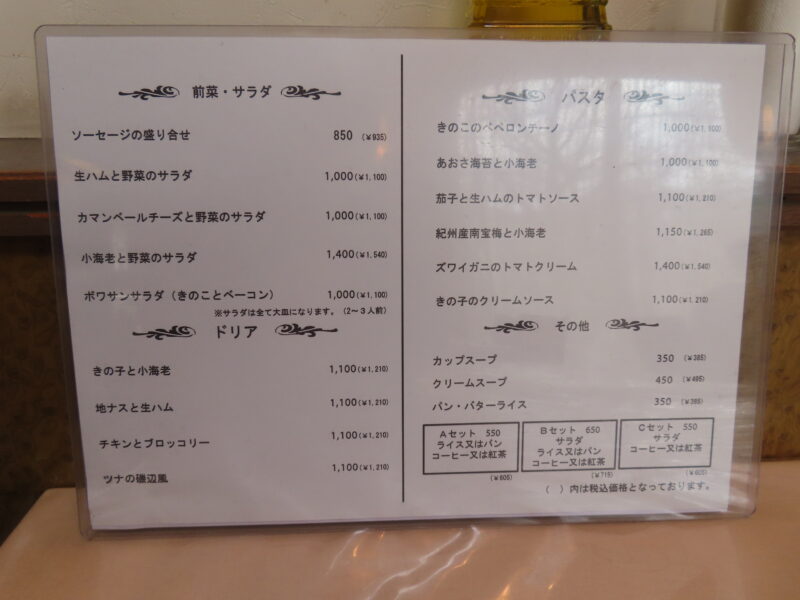 前菜・サラダ
ソーセージの盛り合せ 850 (¥935)
生ハムと野菜のサラダ 1,000(¥1,100)
カマンベールチーズと野菜のサラダ 1,000(¥1,100)
小海老と野菜のサラダ 1,400(¥1,540)
ボワサンサラダ（きのことベーコン） 1,000(¥1,100)
※サラダは全て大皿になります。（2～3人前）
ドリア
きの子と小海老 1,100(¥1,210)
地ナスと生ハム 1,100(¥1,210)
チキンとブロッコリー 1,100(¥1,210)
ツナの磯辺風 1,100(¥1,210)
パスタ
きのこのペペロンチーノ 1,000(¥1,100)
あおさ海苔と小海老 1,000(¥1,100)
茄子と生ハムのトマトソース 1,100(¥1,210)
紀州産南宝梅と小海老 1,150(¥1,265)
ズワイガニのトマトクリーム 1,400(¥1,540)
きの子のクリームソース 1,100(¥1,210)
その他
カップスープ 350 (¥385)
クリームスープ 450 (¥495)
パン・バターライス 350 (¥385)
Aセット 550
ライス又はパン
コーヒー又は紅茶
(¥605)
Bセット 650
サラダ
ライス又はパン
コーヒー又は紅茶
(¥715)
Cセット 550
サラダ
コーヒー又は紅茶
(¥605)
（ ）内は税込価格となっております。